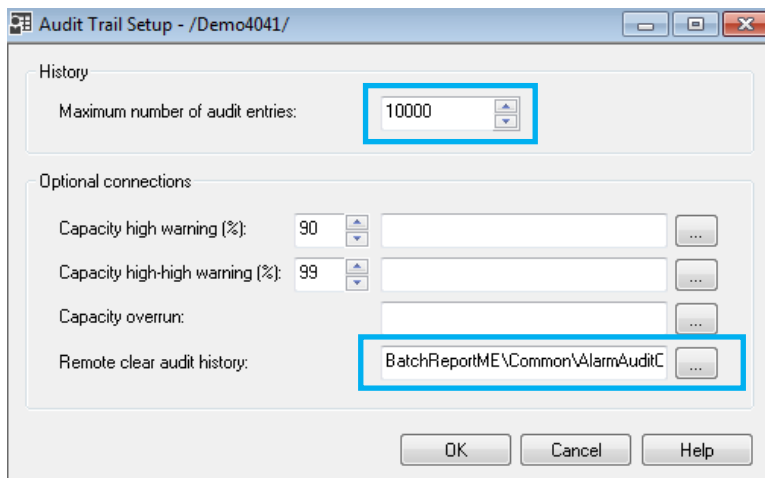 Audit Trail Setup - /Demo4041/
History
Maximum number of audit entries: 10000
Optional connections
Capacity high warning (%): 90 ...
Capacity high-high warning (%): 99 ...
Capacity overrun: ...
Remote clear audit history: BatchReportME\Common\AlarmAuditC ...
OK Cancel Help